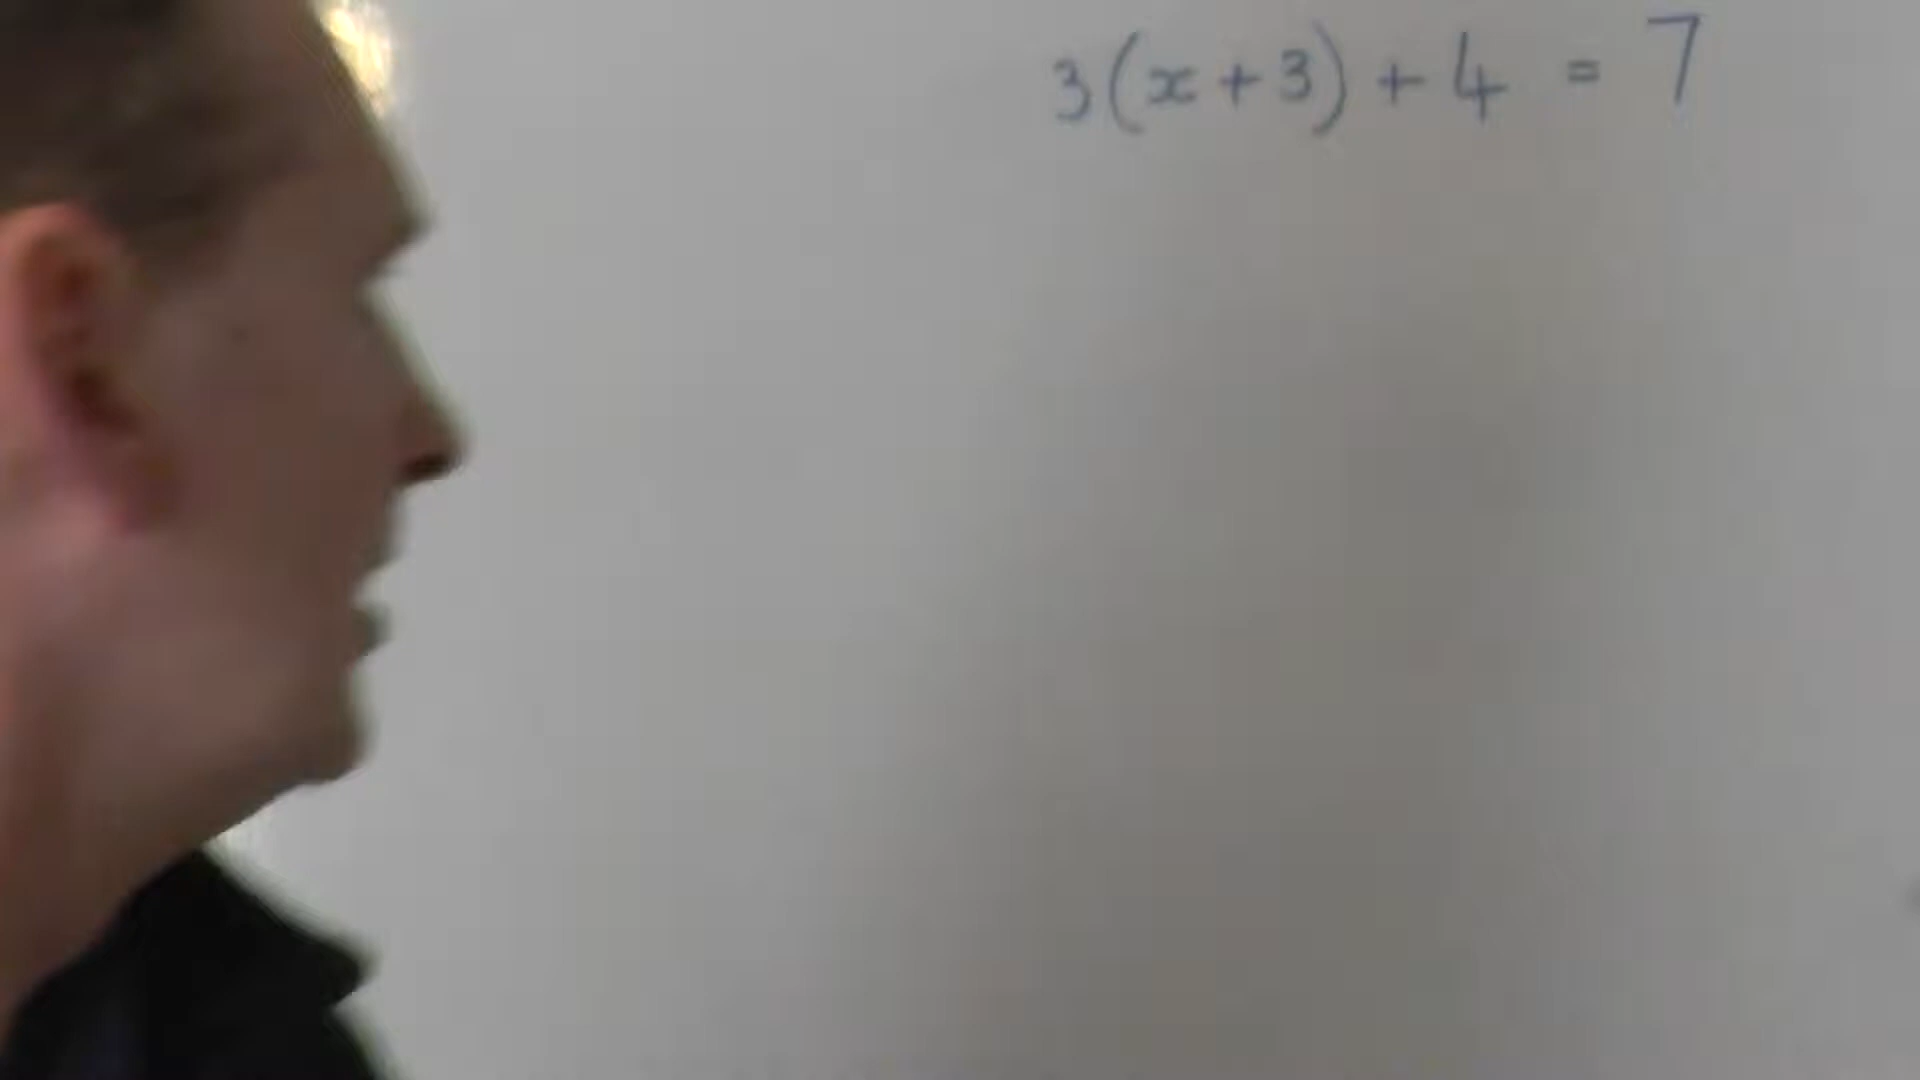 3(x+3)+4 = 7